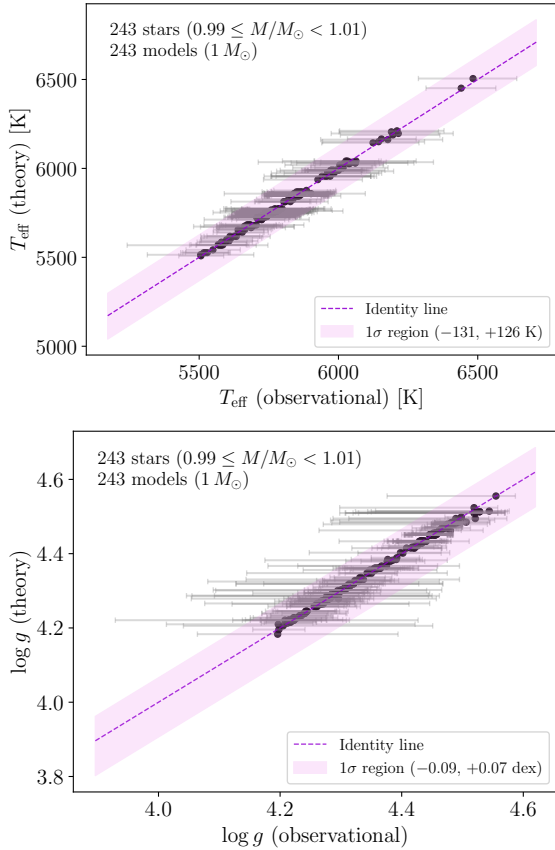 243 stars (0.99 ≤ M/M⊙ < 1.01)
243 models (1 M⊙)
6500
6000
5500
5000
T_eff (theory) [K]
Identity line
1σ region (−131, +126 K)
5500 6000 6500
T_eff (observational) [K]
243 stars (0.99 ≤ M/M⊙ < 1.01)
243 models (1 M⊙)
4.6
4.4
4.2
4.0
3.8
log g (theory)
Identity line
1σ region (−0.09, +0.07 dex)
4.0 4.2 4.4 4.6
log g (observational)